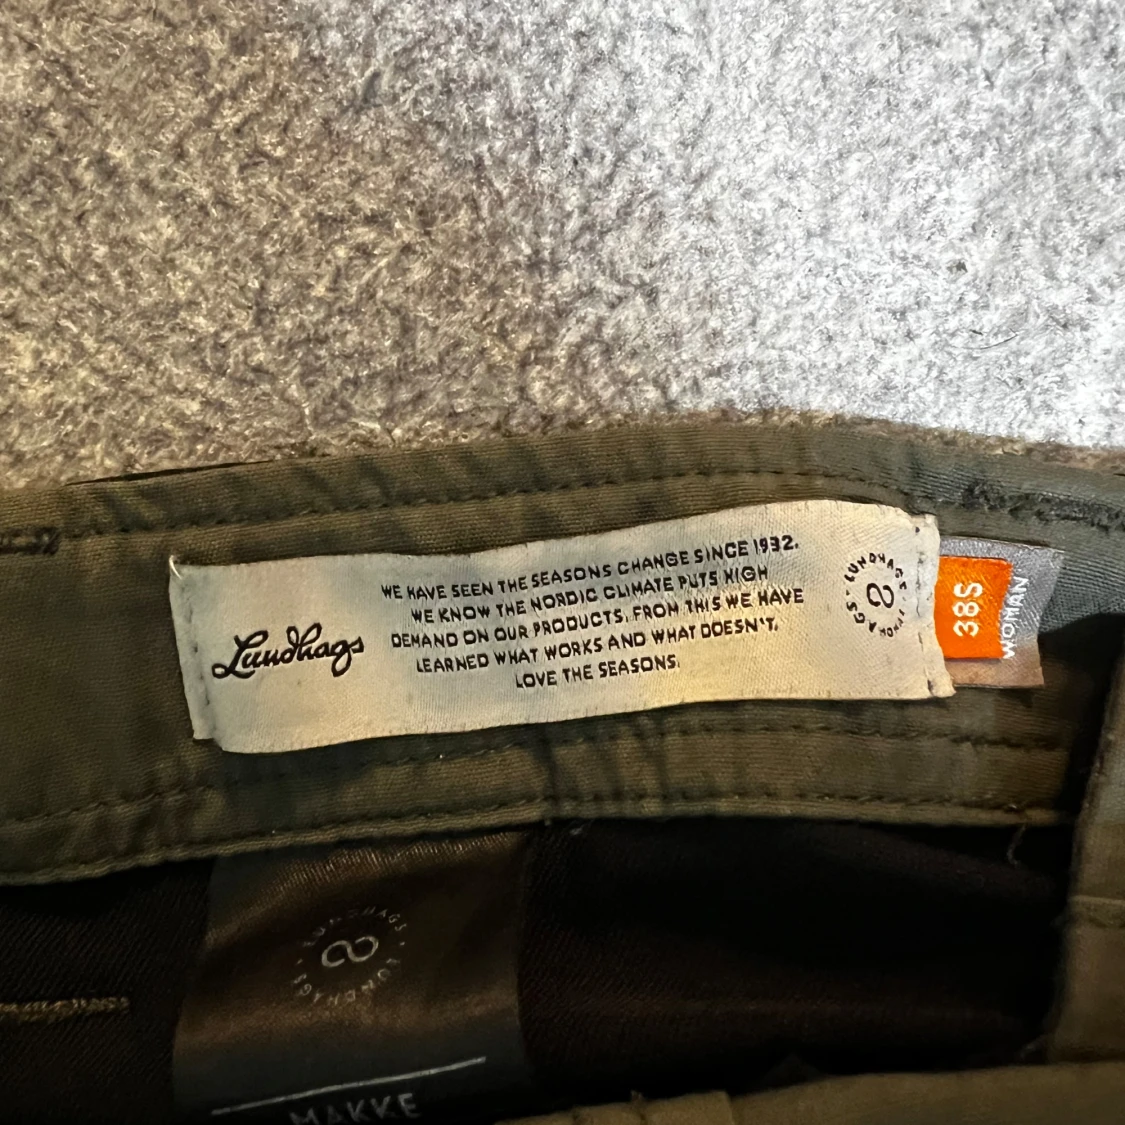 Lundhags
WE HAVE SEEN THE SEASONS CHANGE SINCE 1932.
WE KNOW THE NORDIC CLIMATE PUTS HIGH
DEMAND ON OUR PRODUCTS. FROM THIS WE HAVE
LEARNED WHAT WORKS AND WHAT DOESN'T.
LOVE THE SEASONS.
LUNDHAGS · LUNDHAGS ·
38S
WOMAN
LUNDHAGS · LUNDHAGS ·
MAKKE